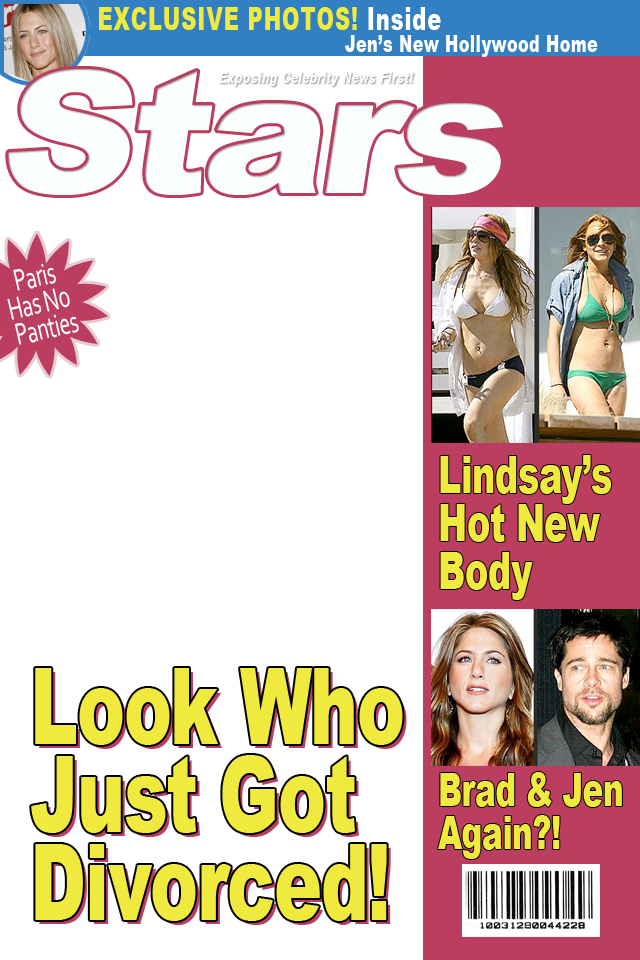 EXCLUSIVE PHOTOS! Inside
Jen's New Hollywood Home
Exposing Celebrity News First!
Stars
Paris
Has No
Panties
Lindsay's
Hot New
Body
Look Who
Just Got
Divorced!
Brad & Jen
Again?!
10031280044228